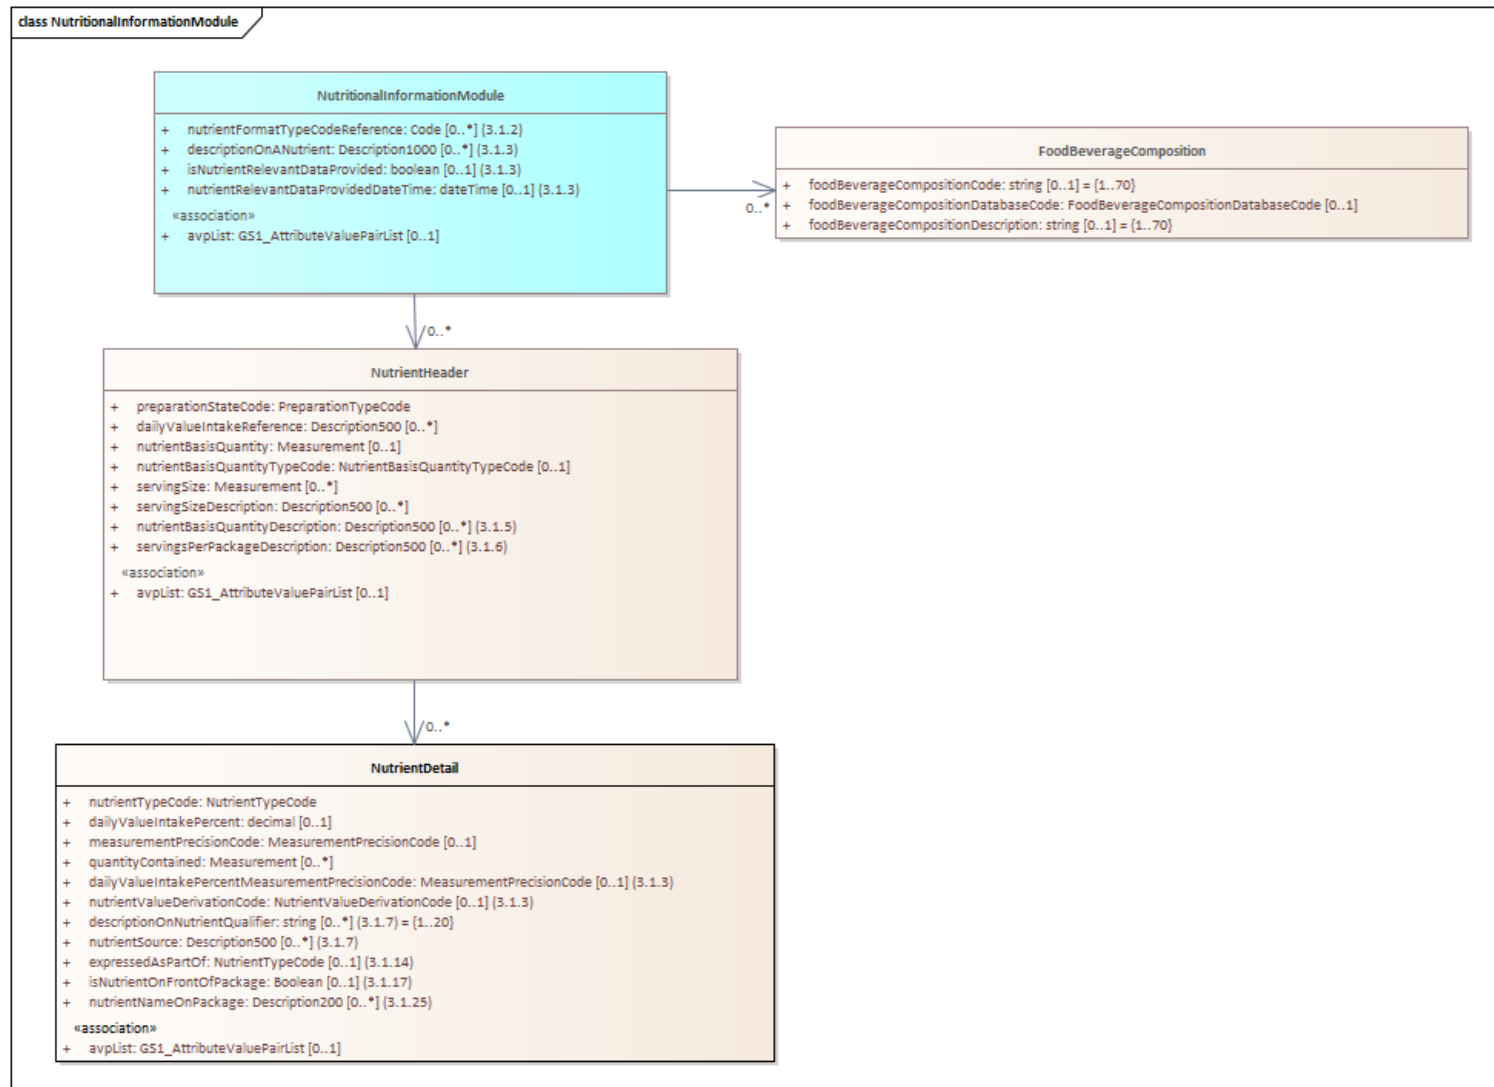 class NutritionalInformationModule
NutritionalInformationModule
+ nutrientFormatTypeCodeReference: Code [0..*] (3.1.2)
+ descriptionOnANutrient: Description1000 [0..*] (3.1.3)
+ isNutrientRelevantDataProvided: boolean [0..1] (3.1.3)
+ nutrientRelevantDataProvidedDateTime: dateTime [0..1] (3.1.3)
«association»
+ avpList: GS1_AttributeValuePairList [0..1]
0..*
FoodBeverageComposition
+ foodBeverageCompositionCode: string [0..1] = {1..70}
+ foodBeverageCompositionDatabaseCode: FoodBeverageCompositionDatabaseCode [0..1]
+ foodBeverageCompositionDescription: string [0..1] = {1..70}
0..*
NutrientHeader
+ preparationStateCode: PreparationTypeCode
+ dailyValueIntakeReference: Description500 [0..*]
+ nutrientBasisQuantity: Measurement [0..1]
+ nutrientBasisQuantityTypeCode: NutrientBasisQuantityTypeCode [0..1]
+ servingSize: Measurement [0..*]
+ servingSizeDescription: Description500 [0..*]
+ nutrientBasisQuantityDescription: Description500 [0..*] (3.1.5)
+ servingsPerPackageDescription: Description500 [0..*] (3.1.6)
«association»
+ avpList: GS1_AttributeValuePairList [0..1]
0..*
NutrientDetail
+ nutrientTypeCode: NutrientTypeCode
+ dailyValueIntakePercent: decimal [0..1]
+ measurementPrecisionCode: MeasurementPrecisionCode [0..1]
+ quantityContained: Measurement [0..*]
+ dailyValueIntakePercentMeasurementPrecisionCode: MeasurementPrecisionCode [0..1] (3.1.3)
+ nutrientValueDerivationCode: NutrientValueDerivationCode [0..1] (3.1.3)
+ descriptionOnNutrientQualifier: string [0..*] (3.1.7) = {1..20}
+ nutrientSource: Description500 [0..*] (3.1.7)
+ expressedAsPartOf: NutrientTypeCode [0..1] (3.1.14)
+ isNutrientOnFrontOfPackage: Boolean [0..1] (3.1.17)
+ nutrientNameOnPackage: Description200 [0..*] (3.1.25)
«association»
+ avpList: GS1_AttributeValuePairList [0..1]